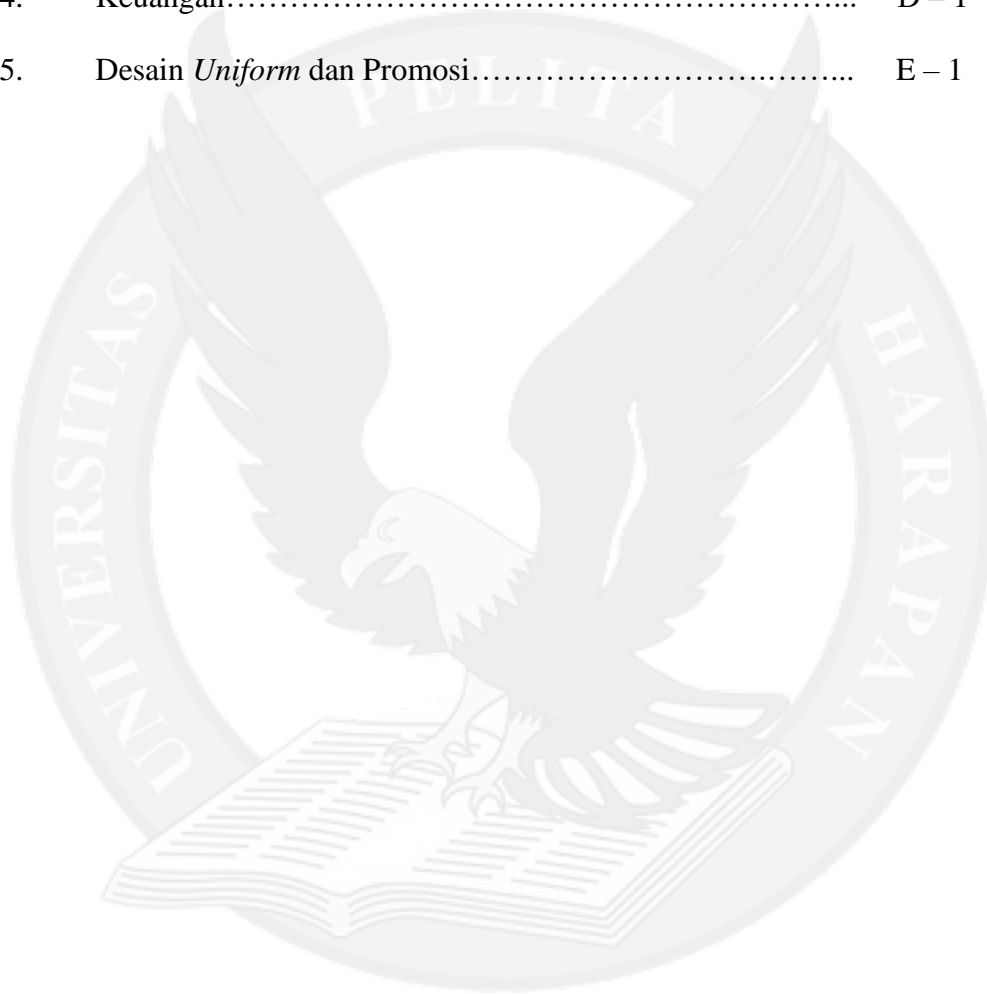 4. Keuangan………………………………………………………... D – 1
5. Desain Uniform dan Promosi……………………….……... E – 1
PELITA
UNIVERSITAS
HARAPAN